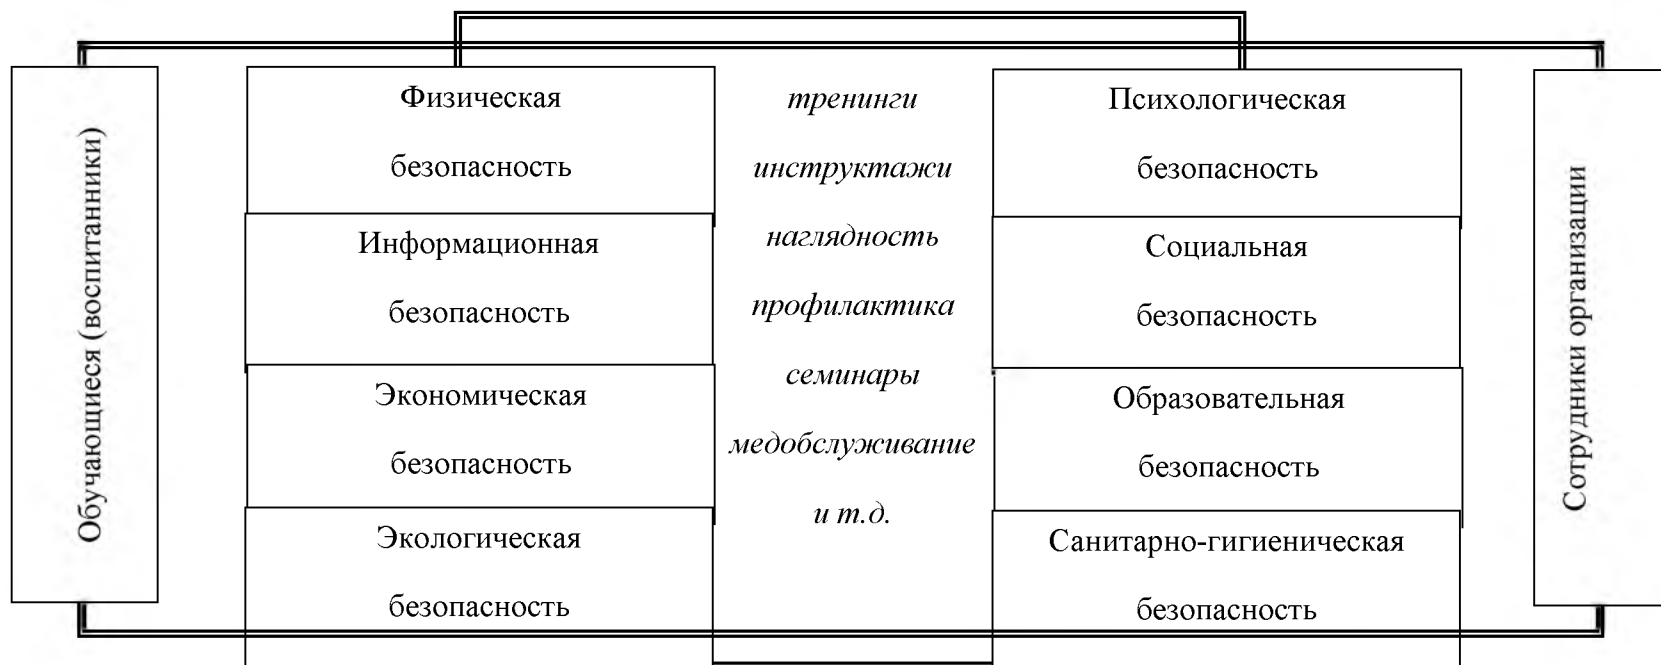 Обучающиеся (воспитанники)
Физическая
безопасность
Информационная
безопасность
Экономическая
безопасность
Экологическая
безопасность
тренинги
инструктажи
наглядность
профилактика
семинары
медобслуживание
и т.д.
Психологическая
безопасность
Социальная
безопасность
Образовательная
безопасность
Санитарно-гигиеническая
безопасность
Сотрудники организации